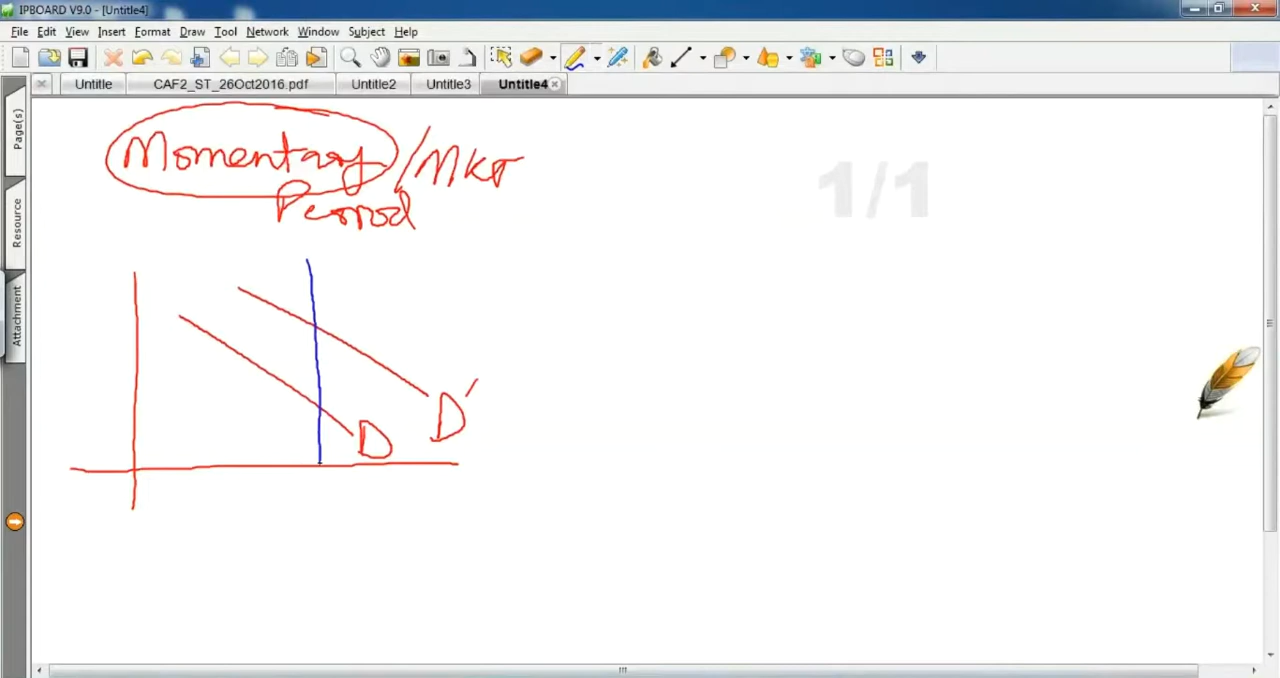 IPBOARD V9.0 - [Untitle4]
File Edit View Insert Format Draw Tool Network Window Subject Help
Untitle CAF2_ST_26Oct2016.pdf Untitle2 Untitle3 Untitle4
Page(s)
Resource
Attachment
Momentary/MKT
Period
1/1
D
D'